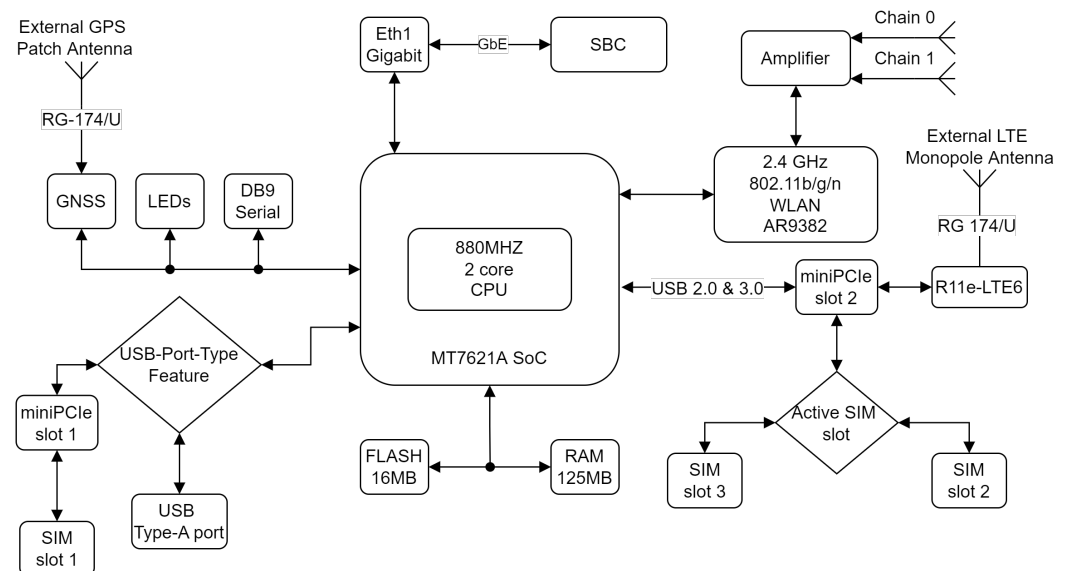 External GPS
Patch Antenna
RG-174/U
GNSS
LEDs
DB9
Serial
Eth1
Gigabit
GbE
SBC
Amplifier
Chain 0
Chain 1
2.4 GHz
802.11b/g/n
WLAN
AR9382
External LTE
Monopole Antenna
RG 174/U
880MHZ
2 core
CPU
MT7621A SoC
USB 2.0 & 3.0
miniPCIe
slot 2
R11e-LTE6
USB-Port-Type
Feature
miniPCIe
slot 1
SIM
slot 1
USB
Type-A port
FLASH
16MB
RAM
125MB
Active SIM
slot
SIM
slot 3
SIM
slot 2